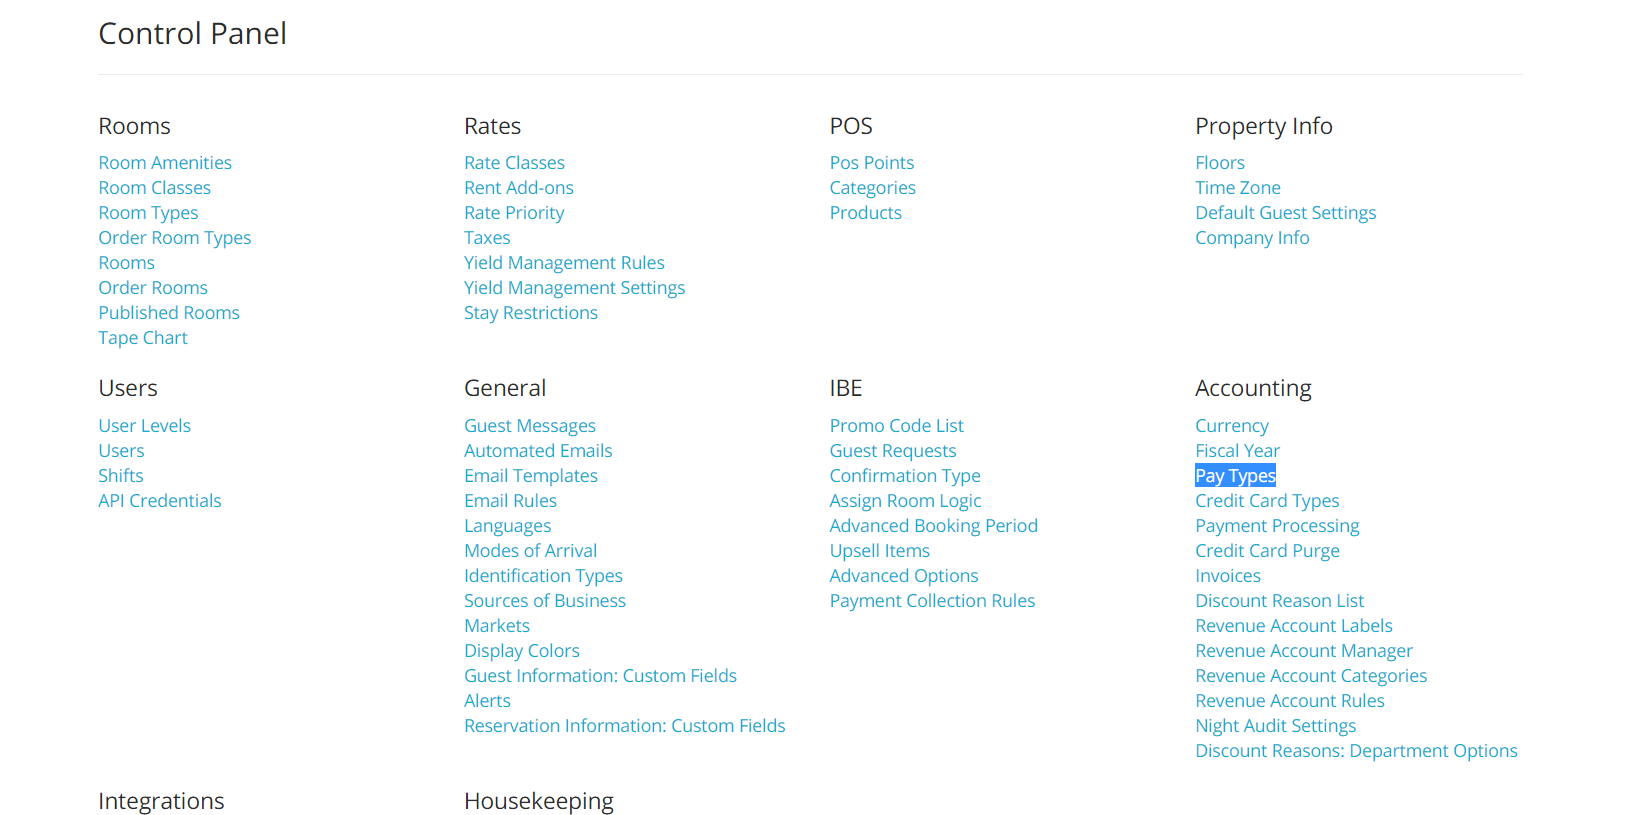 Control Panel
Rooms
Room Amenities
Room Classes
Room Types
Order Room Types
Rooms
Order Rooms
Published Rooms
Tape Chart
Rates
Rate Classes
Rent Add-ons
Rate Priority
Taxes
Yield Management Rules
Yield Management Settings
Stay Restrictions
POS
Pos Points
Categories
Products
Property Info
Floors
Time Zone
Default Guest Settings
Company Info
Users
User Levels
Users
Shifts
API Credentials
General
Guest Messages
Automated Emails
Email Templates
Email Rules
Languages
Modes of Arrival
Identification Types
Sources of Business
Markets
Display Colors
Guest Information: Custom Fields
Alerts
Reservation Information: Custom Fields
IBE
Promo Code List
Guest Requests
Confirmation Type
Assign Room Logic
Advanced Booking Period
Upsell Items
Advanced Options
Payment Collection Rules
Accounting
Currency
Fiscal Year
Pay Types
Credit Card Types
Payment Processing
Credit Card Purge
Invoices
Discount Reason List
Revenue Account Labels
Revenue Account Manager
Revenue Account Categories
Revenue Account Rules
Night Audit Settings
Discount Reasons: Department Options
Integrations
Housekeeping